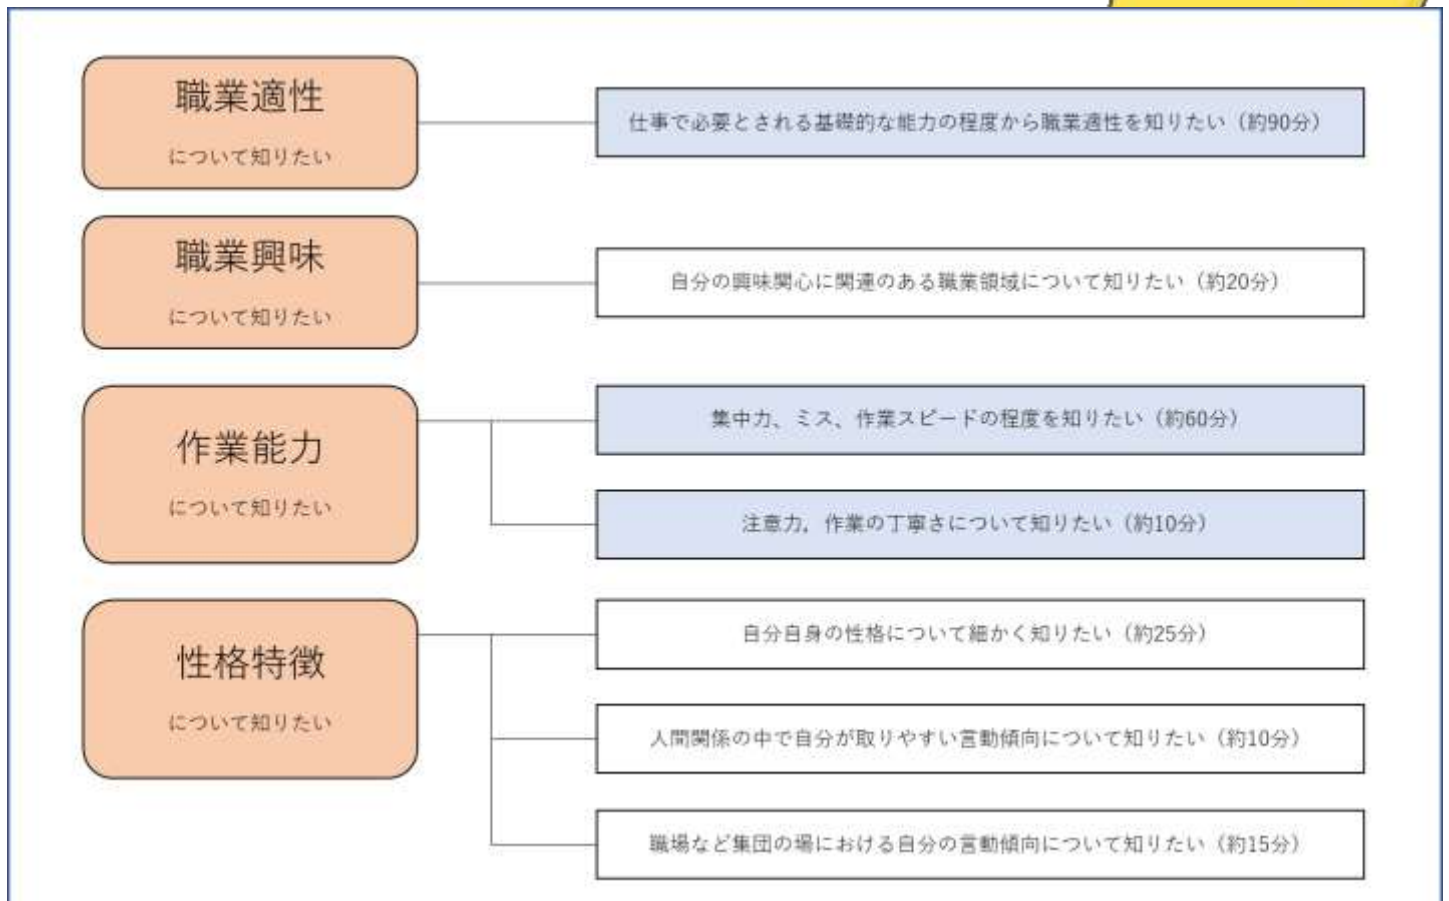 職業適性
について知りたい
仕事で必要とされる基礎的な能力の程度から職業適性を知りたい（約90分）
職業興味
について知りたい
自分の興味関心に関連のある職業領域について知りたい（約20分）
作業能力
について知りたい
集中力、ミス、作業スピードの程度を知りたい（約60分）
注意力，作業の丁寧さについて知りたい（約10分）
性格特徴
について知りたい
自分自身の性格について細かく知りたい（約25分）
人間関係の中で自分が取りやすい言動傾向について知りたい（約10分）
職場など集団の場における自分の言動傾向について知りたい（約15分）